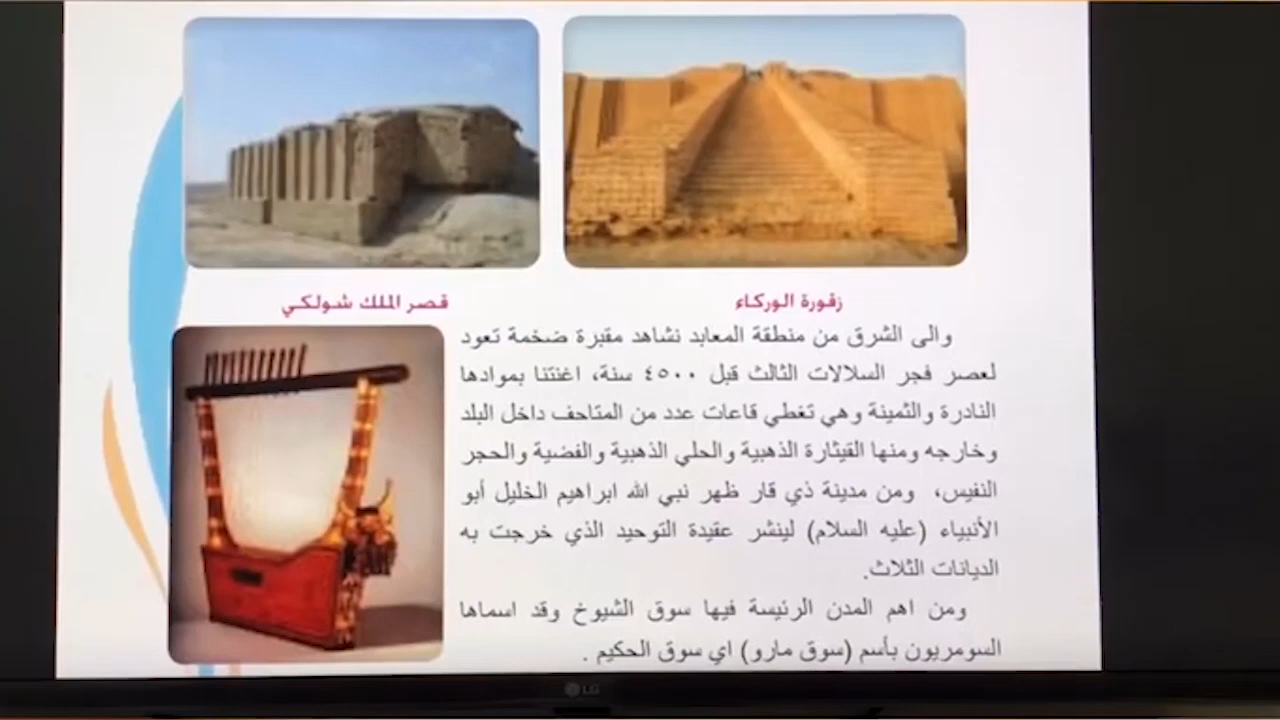 زقورة الوركاء
قصر الملك شولكي
والى الشرق من منطقة المعابد نشاهد مقبرة ضخمة تعود
لعصر فجر السلالات الثالث قبل ٤٥٠٠ سنة، اغنتنا بموادها
النادرة والثمينة وهي تغطي قاعات عدد من المتاحف داخل البلد
وخارجه ومنها القيثارة الذهبية والحلي الذهبية والفضية والحجر
النفيس، ومن مدينة ذي قار ظهر نبي الله ابراهيم الخليل أبو
الأنبياء (عليه السلام) لينشر عقيدة التوحيد الذي خرجت به
الديانات الثلاث.
ومن اهم المدن الرئيسة فيها سوق الشيوخ وقد اسماها
السومريون بأسم (سوق مارو) اي سوق الحكيم .
LG